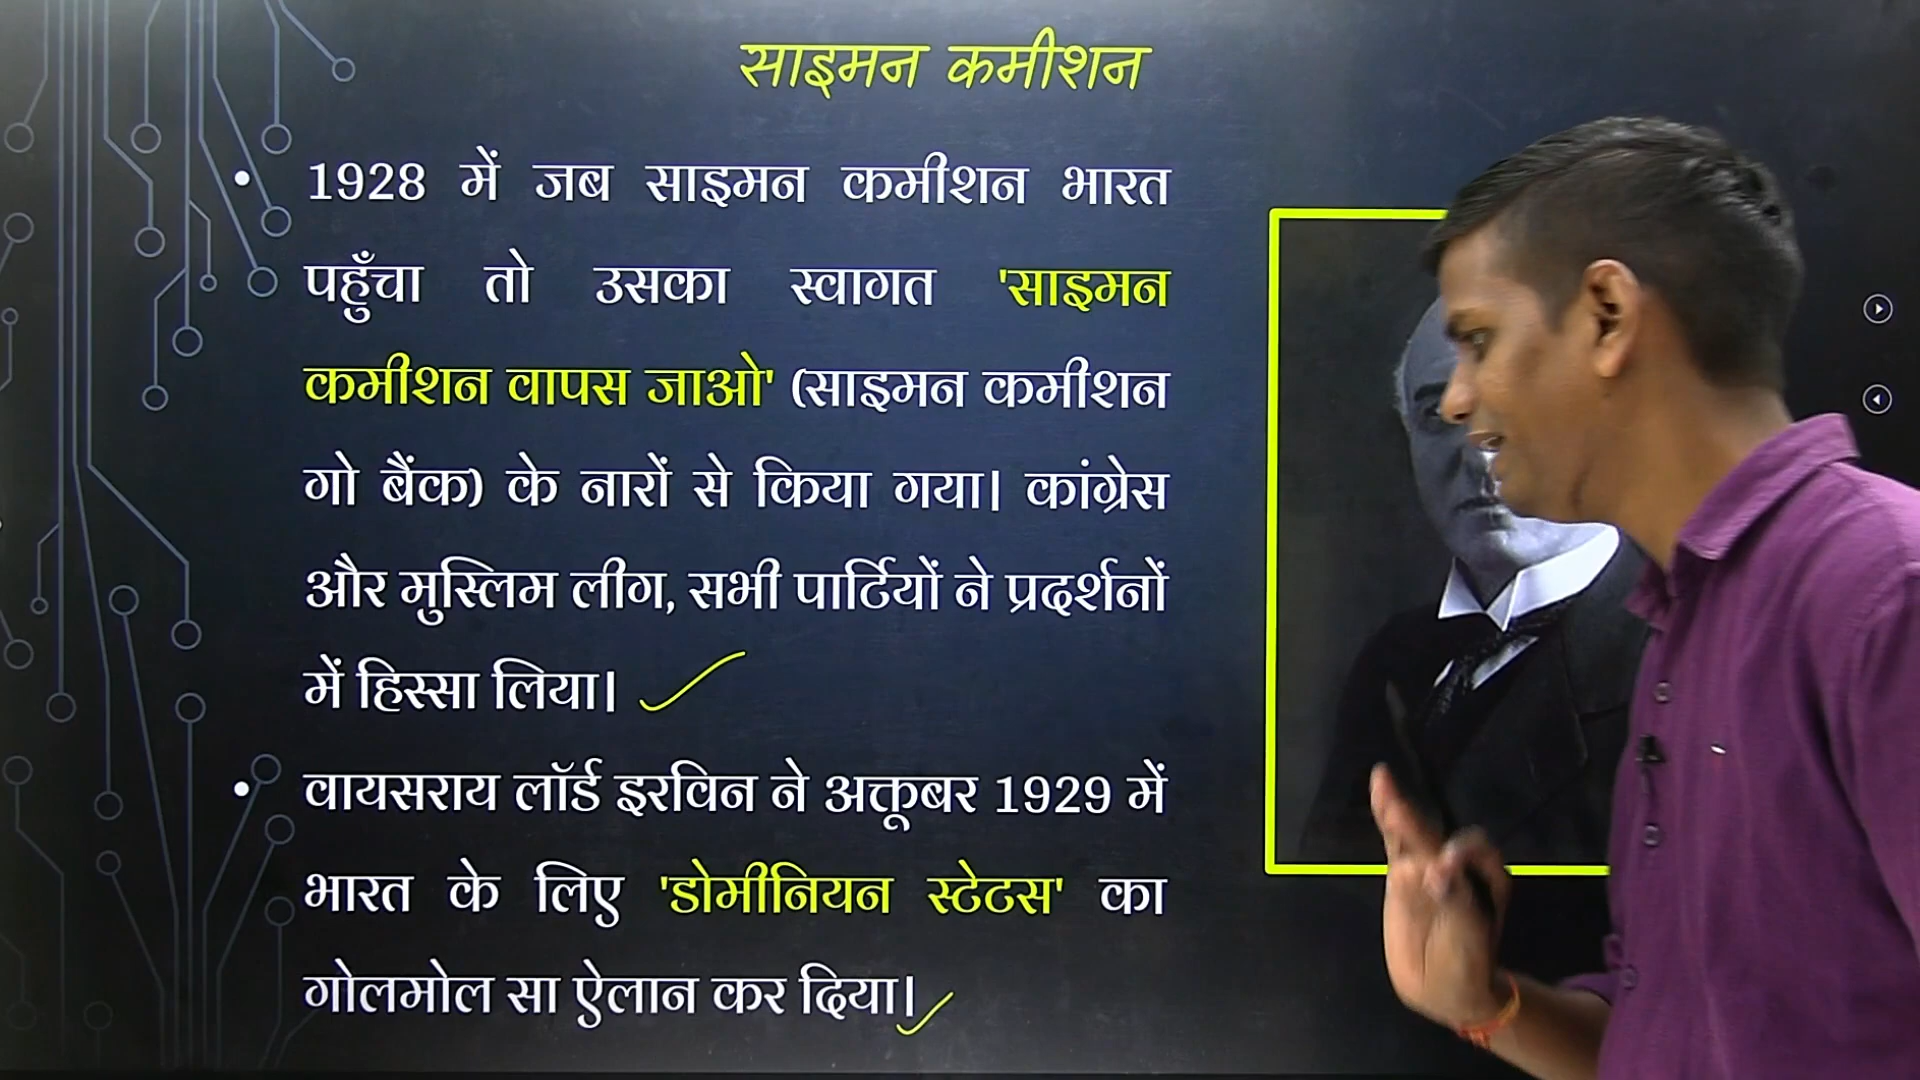 साइमन कमीशन
• 1928 में जब साइमन कमीशन भारत
पहुँचा तो उसका स्वागत 'साइमन
कमीशन वापस जाओ' (साइमन कमीशन
गो बैंक) के नारों से किया गया। कांग्रेस
और मुस्लिम लीग, सभी पार्टियों ने प्रदर्शनों
में हिस्सा लिया।
• वायसराय लॉर्ड इरविन ने अक्तूबर 1929 में
भारत के लिए 'डोमीनियन स्टेटस' का
गोलमोल सा ऐलान कर दिया।